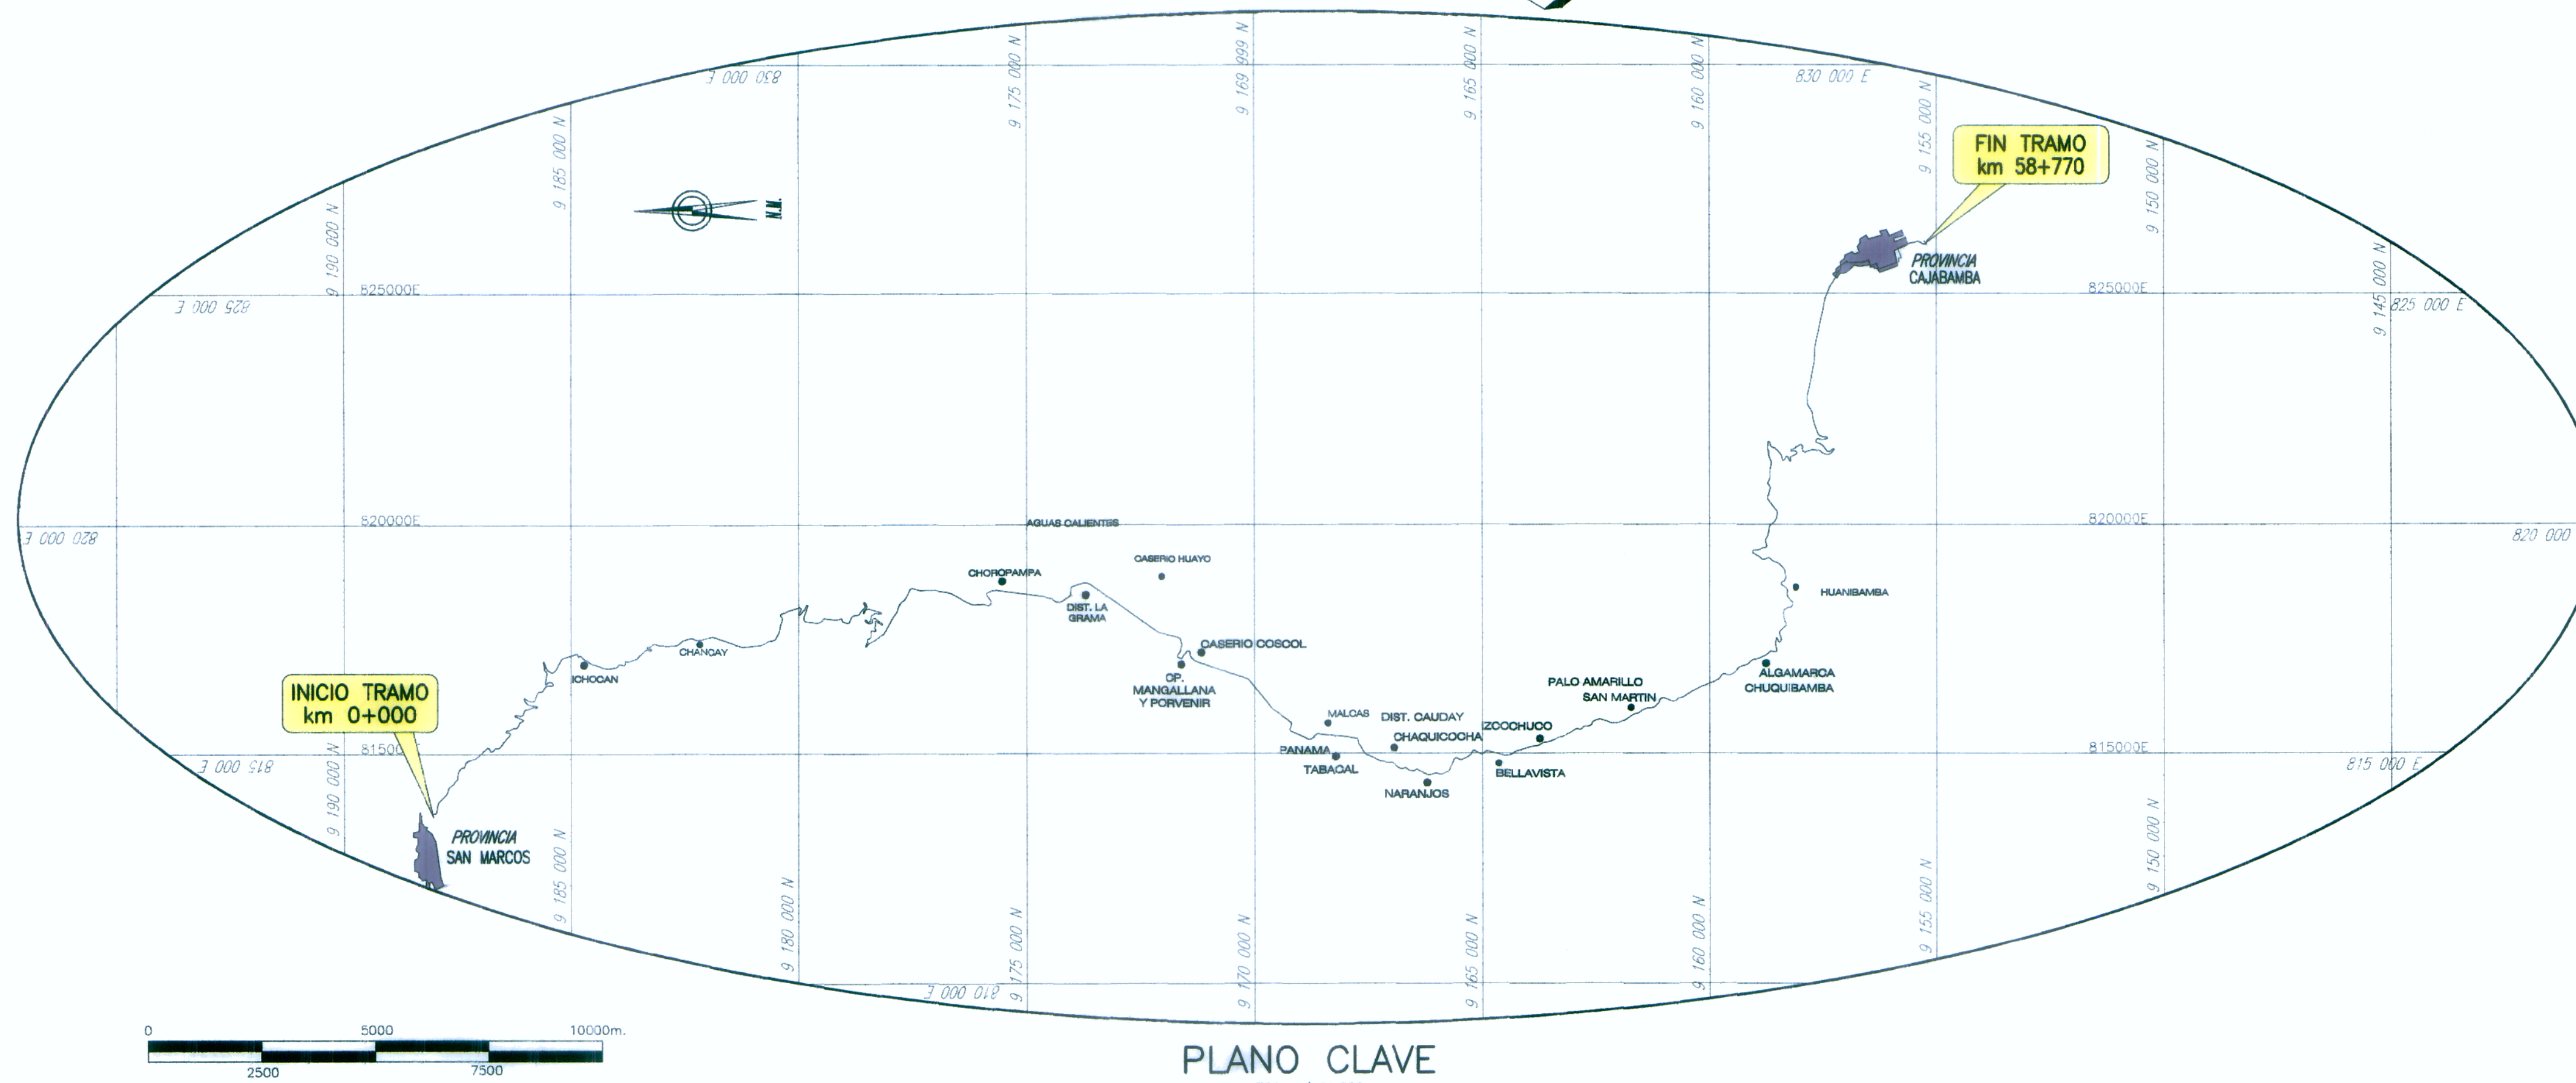 9 175 000 N
9 169 999 N
9 165 000 N
9 160 000 N
830 000 E
830 000 E
9 185 000 N
9 155 000 N
9 150 000 N
FIN TRAMO
km 58+770
N.M.
9 190 000 N
9 145 000 N
PROVINCIA
CAJABAMBA
825 000 E
825000E
825000E
825 000 E
820 000 E
820000E
AGUAS CALIENTES
820000E
820 000
CASERIO HUAYO
CHOROPAMPA
DIST. LA
GRAMA
HUANIBAMBA
CASERIO COSCOL
CHANCAY
ICHOCAN
CP.
MANGALLANA
Y PORVENIR
ALGAMARCA
CHUQUIBAMBA
PALO AMARILLO
SAN MARTIN
INICIO TRAMO
km 0+000
MALCAS
DIST. CAUDAY
CHAQUICOCHA
IZCOCHUCO
PANAMA
TABACAL
BELLAVISTA
NARANJOS
815 000 E
81500 E
815000E
815 000 E
9 190 000 N
PROVINCIA
SAN MARCOS
9 185 000 N
9 180 000 N
9 175 000 N
9 170 000 N
9 165 000 N
9 160 000 N
9 155 000 N
9 150 000 N
810 000 E
0 5000 10000m.
2500 7500
PLANO CLAVE